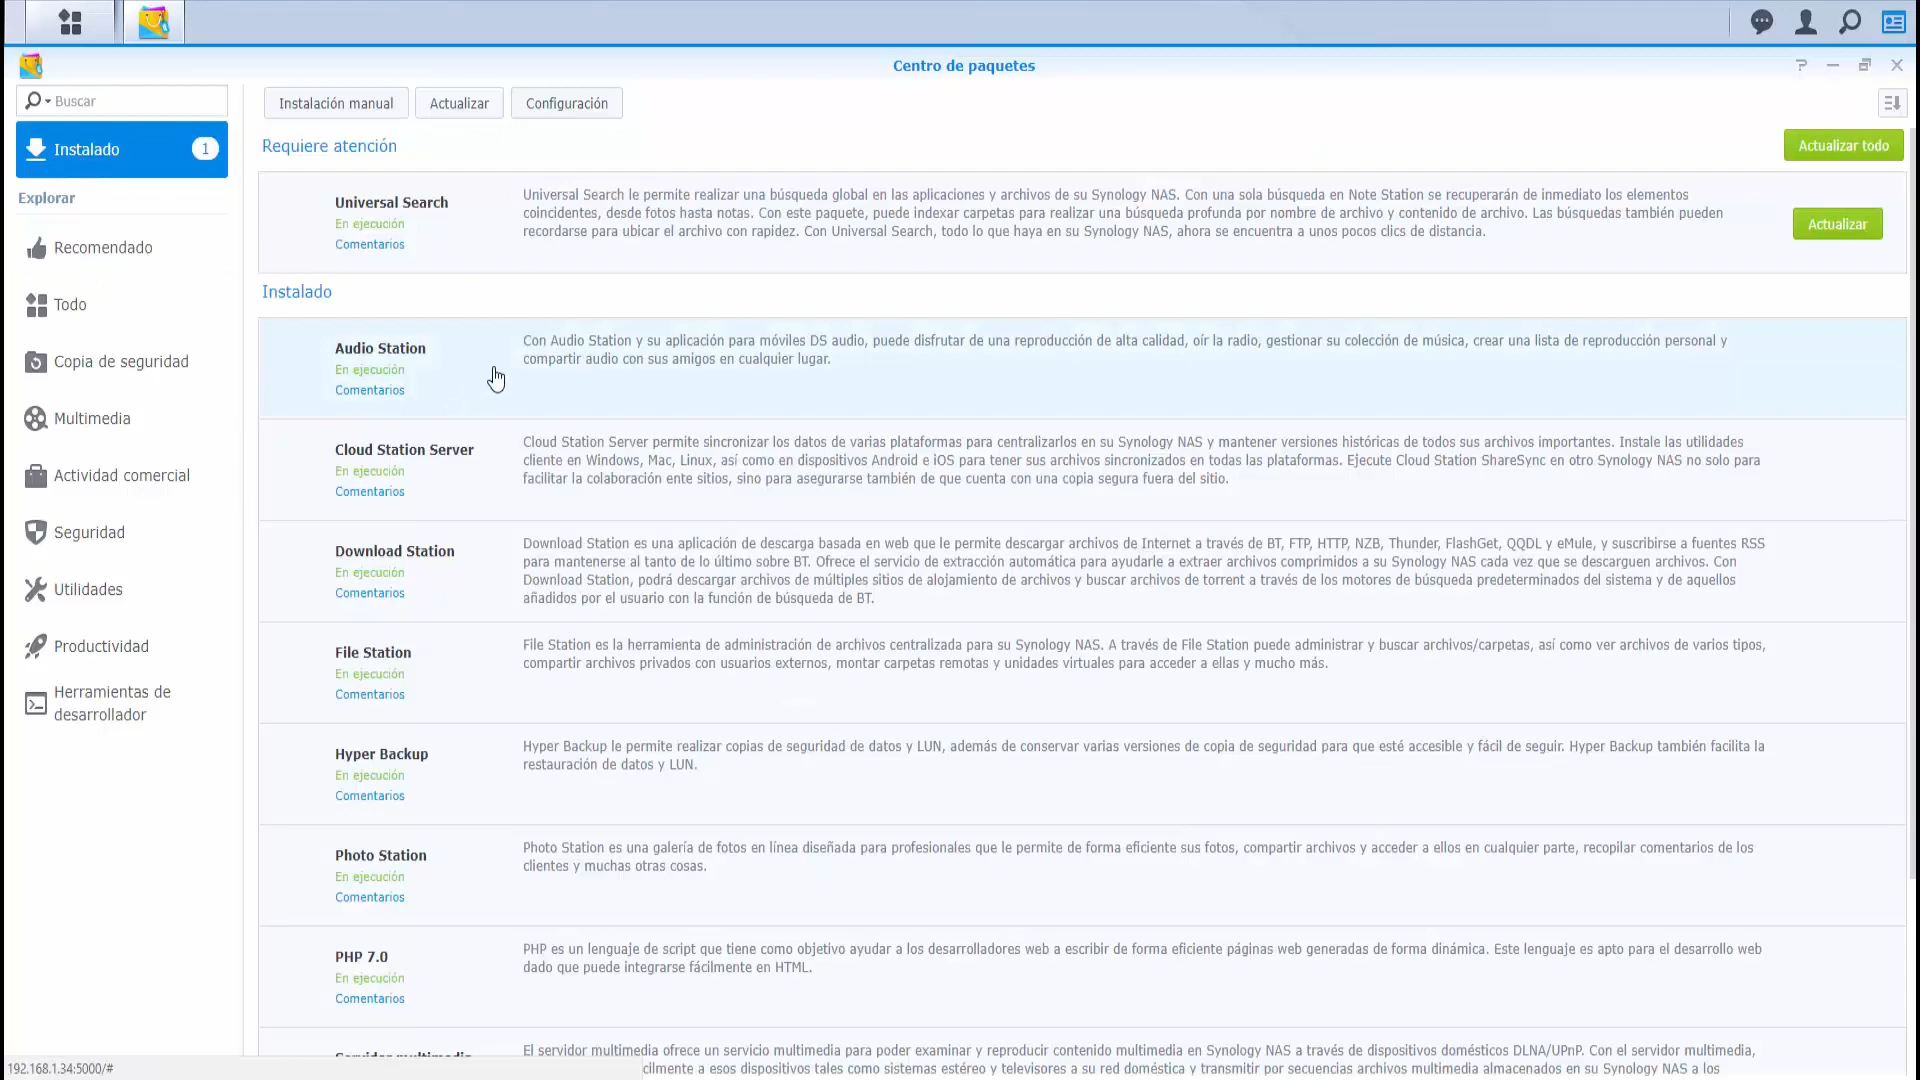 Centro de paquetes
Buscar
Instalado 1
Explorar
Recomendado
Todo
Copia de seguridad
Multimedia
Actividad comercial
Seguridad
Utilidades
Productividad
Herramientas de
desarrollador
Instalación manual
Actualizar
Configuración
Requiere atención
Actualizar todo
Universal Search
En ejecución
Comentarios
Universal Search le permite realizar una búsqueda global en las aplicaciones y archivos de su Synology NAS. Con una sola búsqueda en Note Station se recuperarán de inmediato los elementos
coincidentes, desde fotos hasta notas. Con este paquete, puede indexar carpetas para realizar una búsqueda profunda por nombre de archivo y contenido de archivo. Las búsquedas también pueden
recordarse para ubicar el archivo con rapidez. Con Universal Search, todo lo que haya en su Synology NAS, ahora se encuentra a unos pocos clics de distancia.
Actualizar
Instalado
Audio Station
En ejecución
Comentarios
Con Audio Station y su aplicación para móviles DS audio, puede disfrutar de una reproducción de alta calidad, oír la radio, gestionar su colección de música, crear una lista de reproducción personal y
compartir audio con sus amigos en cualquier lugar.
Cloud Station Server
En ejecución
Comentarios
Cloud Station Server permite sincronizar los datos de varias plataformas para centralizarlos en su Synology NAS y mantener versiones históricas de todos sus archivos importantes. Instale las utilidades
cliente en Windows, Mac, Linux, así como en dispositivos Android e iOS para tener sus archivos sincronizados en todas las plataformas. Ejecute Cloud Station ShareSync en otro Synology NAS no solo para
facilitar la colaboración ente sitios, sino para asegurarse también de que cuenta con una copia segura fuera del sitio.
Download Station
En ejecución
Comentarios
Download Station es una aplicación de descarga basada en web que le permite descargar archivos de Internet a través de BT, FTP, HTTP, NZB, Thunder, FlashGet, QQDL y eMule, y suscribirse a fuentes RSS
para mantenerse al tanto de lo último sobre BT. Ofrece el servicio de extracción automática para ayudarle a extraer archivos comprimidos a su Synology NAS cada vez que se descarguen archivos. Con
Download Station, podrá descargar archivos de múltiples sitios de alojamiento de archivos y buscar archivos de torrent a través de los motores de búsqueda predeterminados del sistema y de aquellos
añadidos por el usuario con la función de búsqueda de BT.
File Station
En ejecución
Comentarios
File Station es la herramienta de administración de archivos centralizada para su Synology NAS. A través de File Station puede administrar y buscar archivos/carpetas, así como ver archivos de varios tipos,
compartir archivos privados con usuarios externos, montar carpetas remotas y unidades virtuales para acceder a ellas y mucho más.
Hyper Backup
En ejecución
Comentarios
Hyper Backup le permite realizar copias de seguridad de datos y LUN, además de conservar varias versiones de copia de seguridad para que esté accesible y fácil de seguir. Hyper Backup también facilita la
restauración de datos y LUN.
Photo Station
En ejecución
Comentarios
Photo Station es una galería de fotos en línea diseñada para profesionales que le permite de forma eficiente sus fotos, compartir archivos y acceder a ellos en cualquier parte, recopilar comentarios de los
clientes y muchas otras cosas.
PHP 7.0
En ejecución
Comentarios
PHP es un lenguaje de script que tiene como objetivo ayudar a los desarrolladores web a escribir de forma eficiente páginas web generadas de forma dinámica. Este lenguaje es apto para el desarrollo web
dado que puede integrarse fácilmente en HTML.
Servidor multimedia
El servidor multimedia ofrece un servicio multimedia para poder examinar y reproducir contenido multimedia en Synology NAS a través de dispositivos domésticos DLNA/UPnP. Con el servidor multimedia,
cilmente a esos dispositivos tales como sistemas estéreo y televisores a su red doméstica y transmitir por secuencias archivos multimedia almacenados en su Synology NAS a los
192.168.1.34:5000/#